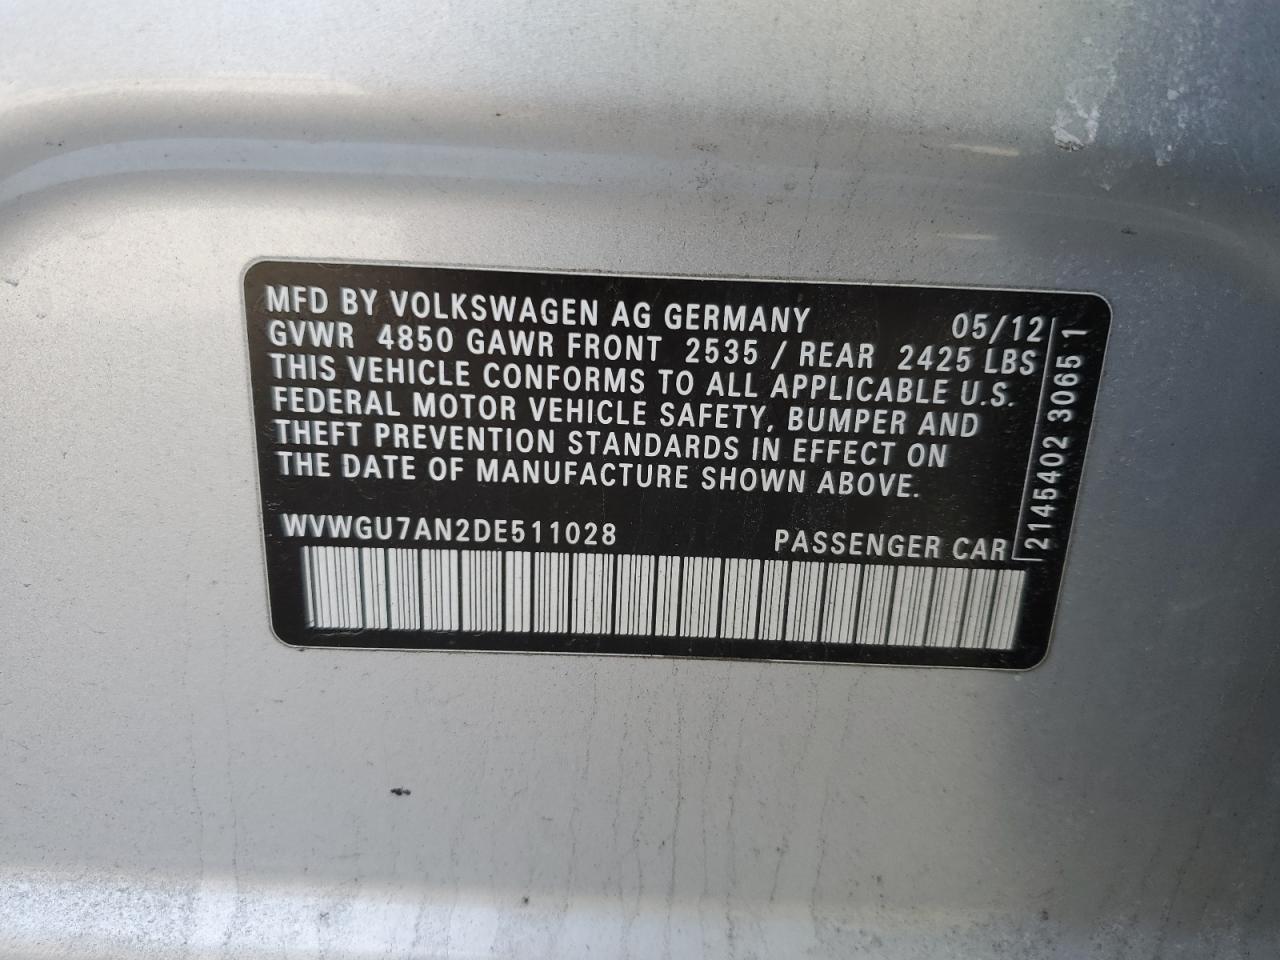 MFD BY VOLKSWAGEN AG GERMANY 05/12
GVWR 4850 GAWR FRONT 2535 / REAR 2425 LBS
THIS VEHICLE CONFORMS TO ALL APPLICABLE U.S.
FEDERAL MOTOR VEHICLE SAFETY, BUMPER AND
THEFT PREVENTION STANDARDS IN EFFECT ON
THE DATE OF MANUFACTURE SHOWN ABOVE.
WVWGU7AN2DE511028 PASSENGER CAR
2145402 3065 1